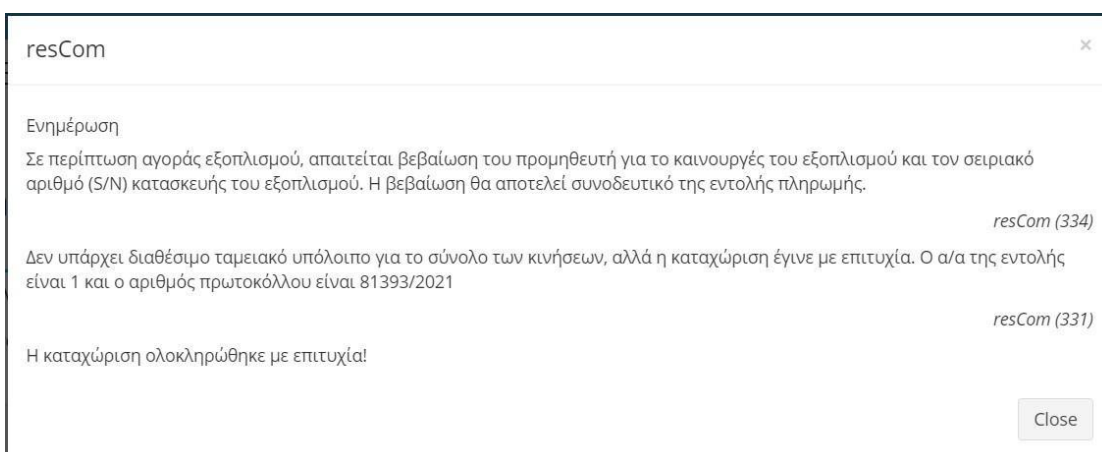 resCom
×
Ενημέρωση
Σε περίπτωση αγοράς εξοπλισμού, απαιτείται βεβαίωση του προμηθευτή για το καινουργές του εξοπλισμού και τον σειριακό
αριθμό (S/N) κατασκευής του εξοπλισμού. Η βεβαίωση θα αποτελεί συνοδευτικό της εντολής πληρωμής.
resCom (334)
Δεν υπάρχει διαθέσιμο ταμειακό υπόλοιπο για το σύνολο των κινήσεων, αλλά η καταχώριση έγινε με επιτυχία. Ο α/α της εντολής
είναι 1 και ο αριθμός πρωτοκόλλου είναι 81393/2021
resCom (331)
Η καταχώριση ολοκληρώθηκε με επιτυχία!
Close